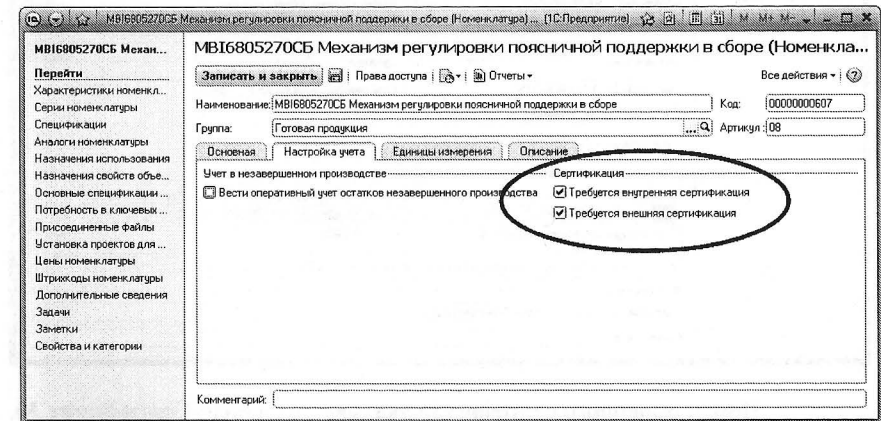 МВI6805270СБ Механизм регулировки поясничной поддержки в сборе (Номенклатура) ... [1С:Предприятие] 31 M M+ M-
МВI6805270СБ Механ...
МВI6805270СБ Механизм регулировки поясничной поддержки в сборе (Номенкла...
Перейти
Характеристики номенкл...
Серии номенклатуры
Спецификации
Аналоги номенклатуры
Назначения использования
Назначения свойств объе...
Основные спецификации ...
Потребность в ключевых ...
Присоединенные файлы
Установка проектов для ...
Цены номенклатуры
Штрихкоды номенклатуры
Дополнительные сведения
Задачи
Заметки
Свойства и категории
Записать и закрыть Права доступа Отчеты Все действия ?
Наименование: МВI6805270СБ Механизм регулировки поясничной поддержки в сборе Код: 00000000607
Группа: Готовая продукция ... Артикул: 08
Основная Настройка учета Единицы измерения Описание
Учет в незавершенном производстве Сертификация
Вести оперативный учет остатков незавершенного производства Требуется внутренняя сертификация
Требуется внешняя сертификация
Комментарий: